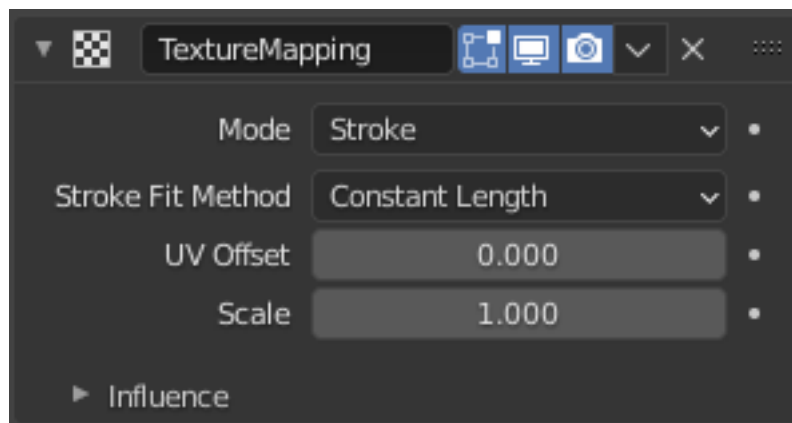 TextureMapping
Mode Stroke
Stroke Fit Method Constant Length
UV Offset 0.000
Scale 1.000
Influence